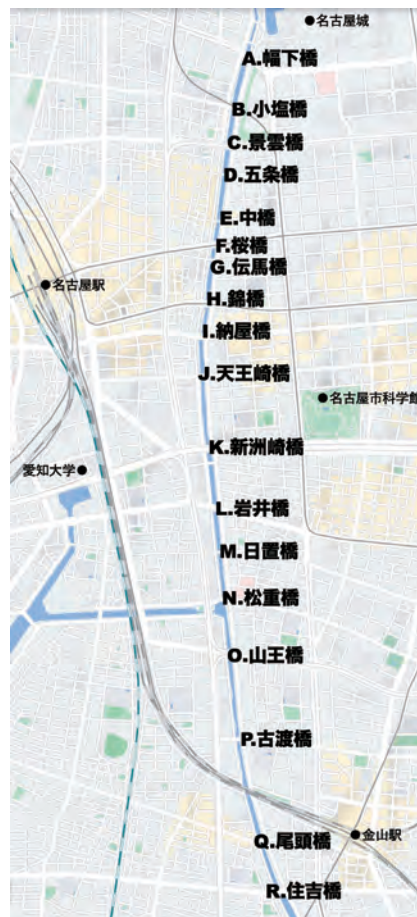 ●名古屋城
A.幅下橋
B.小塩橋
C.景雲橋
D.五条橋
E.中橋
F.桜橋
G.伝馬橋
●名古屋駅
H.錦橋
I.納屋橋
J.天王崎橋
●名古屋市科学館
K.新洲崎橋
愛知大学●
L.岩井橋
M.日置橋
N.松重橋
O.山王橋
P.古渡橋
●金山駅
Q.尾頭橋
R.住吉橋